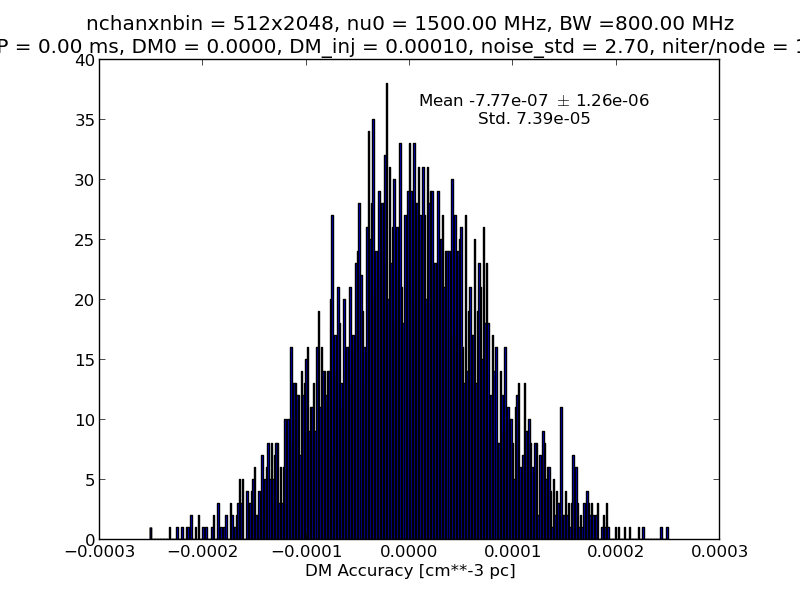 nchanxnbin = 512x2048, nu0 = 1500.00 MHz, BW =800.00 MHz
P = 0.00 ms, DM0 = 0.0000, DM_inj = 0.00010, noise_std = 2.70, niter/node = 1
Mean -7.77e-07 ± 1.26e-06
Std. 7.39e-05
40
35
30
25
20
15
10
5
0
−0.0003 −0.0002 −0.0001 0.0000 0.0001 0.0002 0.0003
DM Accuracy [cm**-3 pc]